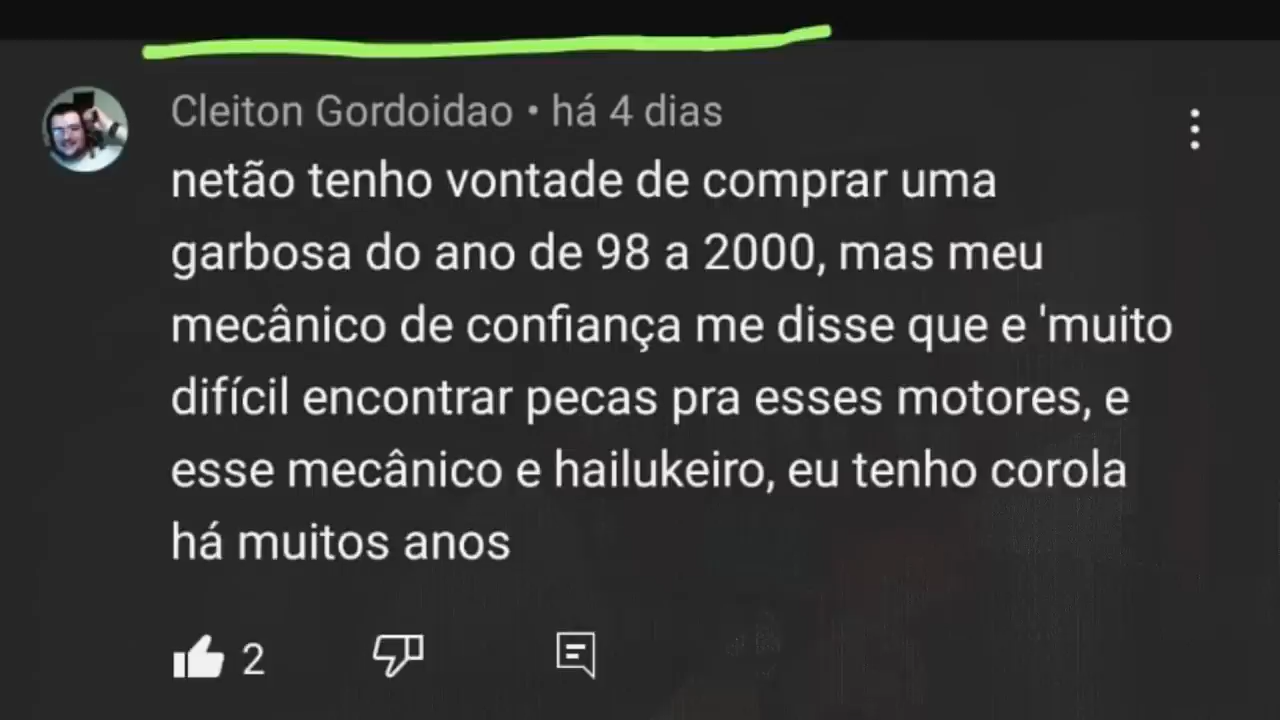 Cleiton Gordoidao • há 4 dias
netão tenho vontade de comprar uma
garbosa do ano de 98 a 2000, mas meu
mecânico de confiança me disse que e 'muito
difícil encontrar pecas pra esses motores, e
esse mecânico e hailukeiro, eu tenho corola
há muitos anos
2